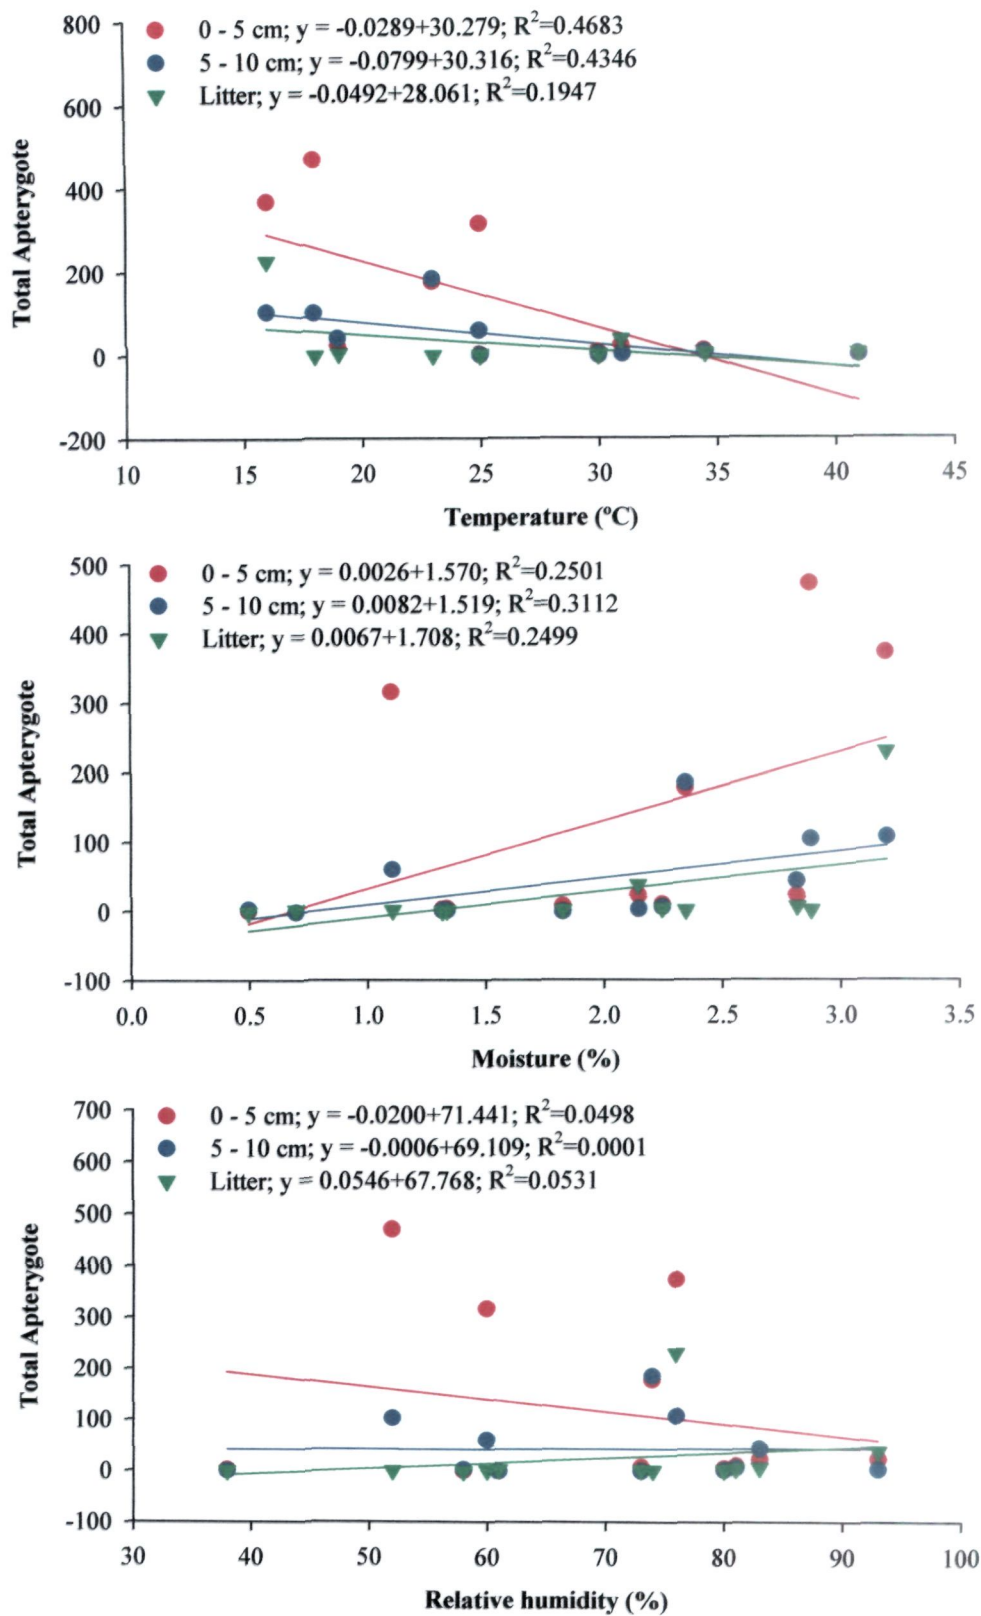 800
0 - 5 cm; y = -0.0289+30.279; R²=0.4683
5 - 10 cm; y = -0.0799+30.316; R²=0.4346
Litter; y = -0.0492+28.061; R²=0.1947
600
400
200
0
-200
Total Apterygote
10 15 20 25 30 35 40 45
Temperature (ºC)
500
0 - 5 cm; y = 0.0026+1.570; R²=0.2501
5 - 10 cm; y = 0.0082+1.519; R²=0.3112
Litter; y = 0.0067+1.708; R²=0.2499
400
300
200
100
0
-100
Total Apterygote
0.0 0.5 1.0 1.5 2.0 2.5 3.0 3.5
Moisture (%)
700
0 - 5 cm; y = -0.0200+71.441; R²=0.0498
5 - 10 cm; y = -0.0006+69.109; R²=0.0001
Litter; y = 0.0546+67.768; R²=0.0531
600
500
400
300
200
100
0
-100
Total Apterygote
30 40 50 60 70 80 90 100
Relative humidity (%)